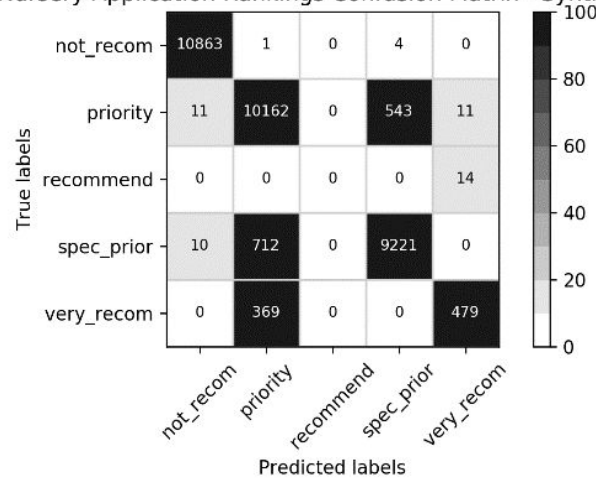 Application Rankings Confusion Matrix
100
not_recom 10863 1 0 4 0
80
priority 11 10162 0 543 11
60
True labels
recommend 0 0 0 0 14
40
spec_prior 10 712 0 9221 0
20
very_recom 0 369 0 0 479
0
not_recom priority recommend spec_prior very_recom
Predicted labels